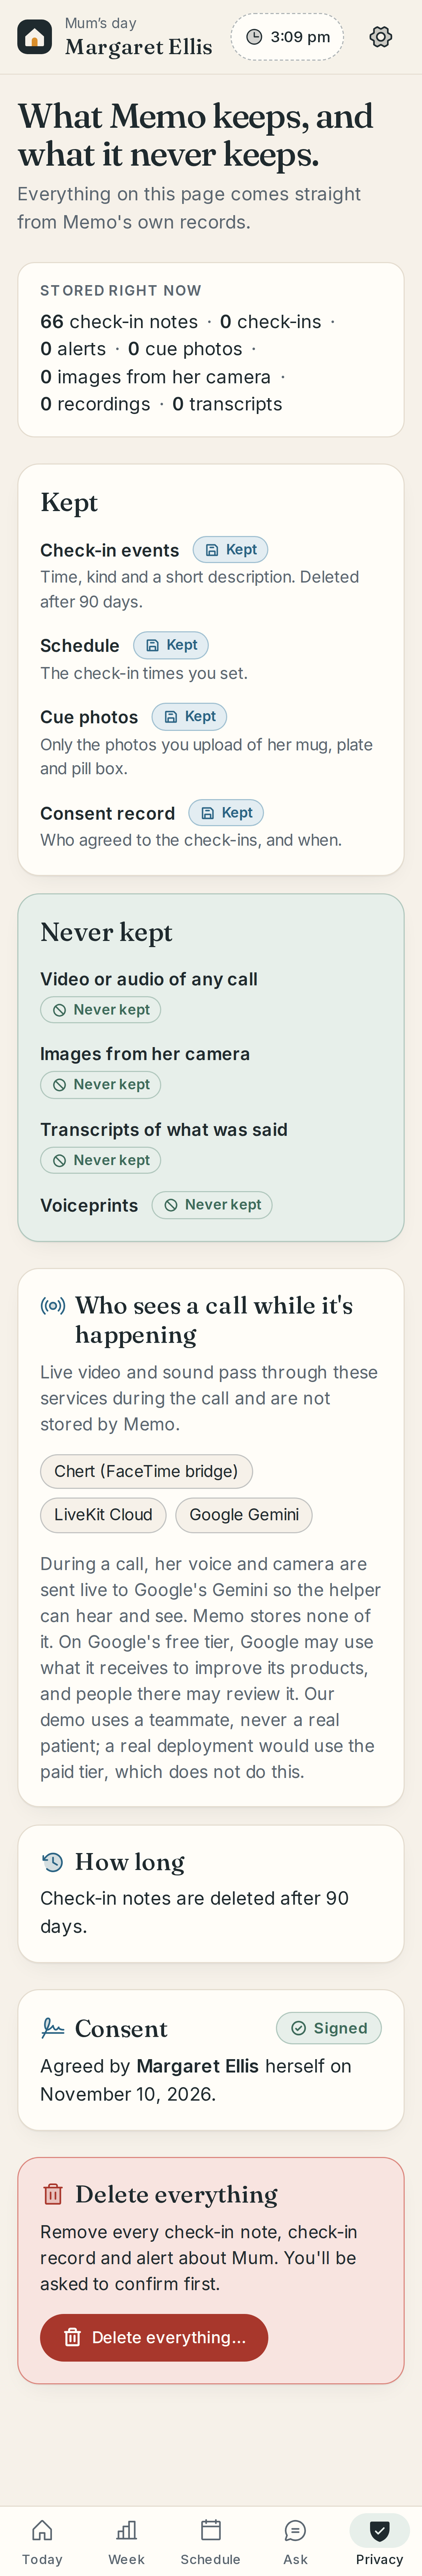 Mum's day
Margaret Ellis
3:09 pm
What Memo keeps, and
what it never keeps.
Everything on this page comes straight
from Memo's own records.
STORED RIGHT NOW
66 check-in notes · 0 check-ins ·
0 alerts · 0 cue photos ·
0 images from her camera ·
0 recordings · 0 transcripts
Kept
Check-in events Kept
Time, kind and a short description. Deleted
after 90 days.
Schedule Kept
The check-in times you set.
Cue photos Kept
Only the photos you upload of her mug, plate
and pill box.
Consent record Kept
Who agreed to the check-ins, and when.
Never kept
Video or audio of any call
Never kept
Images from her camera
Never kept
Transcripts of what was said
Never kept
Voiceprints Never kept
Who sees a call while it's
happening
Live video and sound pass through these
services during the call and are not
stored by Memo.
Chert (FaceTime bridge)
LiveKit Cloud Google Gemini
During a call, her voice and camera are
sent live to Google's Gemini so the helper
can hear and see. Memo stores none of
it. On Google's free tier, Google may use
what it receives to improve its products,
and people there may review it. Our
demo uses a teammate, never a real
patient; a real deployment would use the
paid tier, which does not do this.
How long
Check-in notes are deleted after 90
days.
Consent Signed
Agreed by Margaret Ellis herself on
November 10, 2026.
Delete everything
Remove every check-in note, check-in
record and alert about Mum. You'll be
asked to confirm first.
Delete everything...
Today Week Schedule Ask Privacy